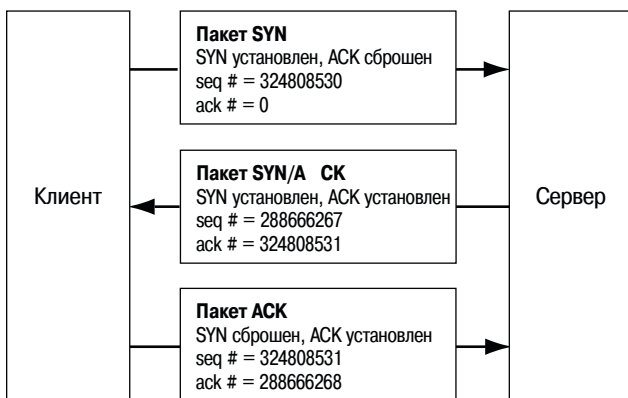 Пакет SYN
SYN установлен, ACK сброшен
seq # = 324808530
ack # = 0
Клиент
Пакет SYN/A CK
SYN установлен, ACK установлен
seq # = 288666267
ack # = 324808531
Сервер
Пакет ACK
SYN сброшен, ACK установлен
seq # = 324808531
ack # = 288666268